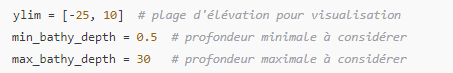 ylim = [-25, 10]  # plage d'élévation pour visualisation
min_bathy_depth = 0.5  # profondeur minimale à considérer
max_bathy_depth = 30   # profondeur maximale à considérer